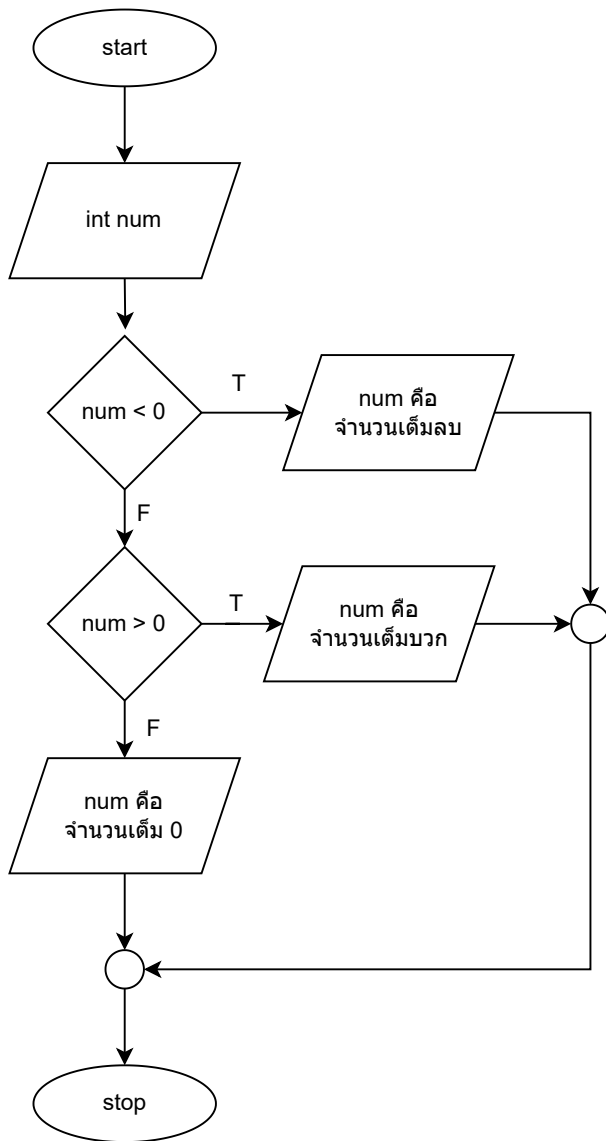 start
int num
num < 0
T
num คือ
จำนวนเต็มลบ
F
num > 0
T
num คือ
จำนวนเต็มบวก
F
num คือ
จำนวนเต็ม 0
stop